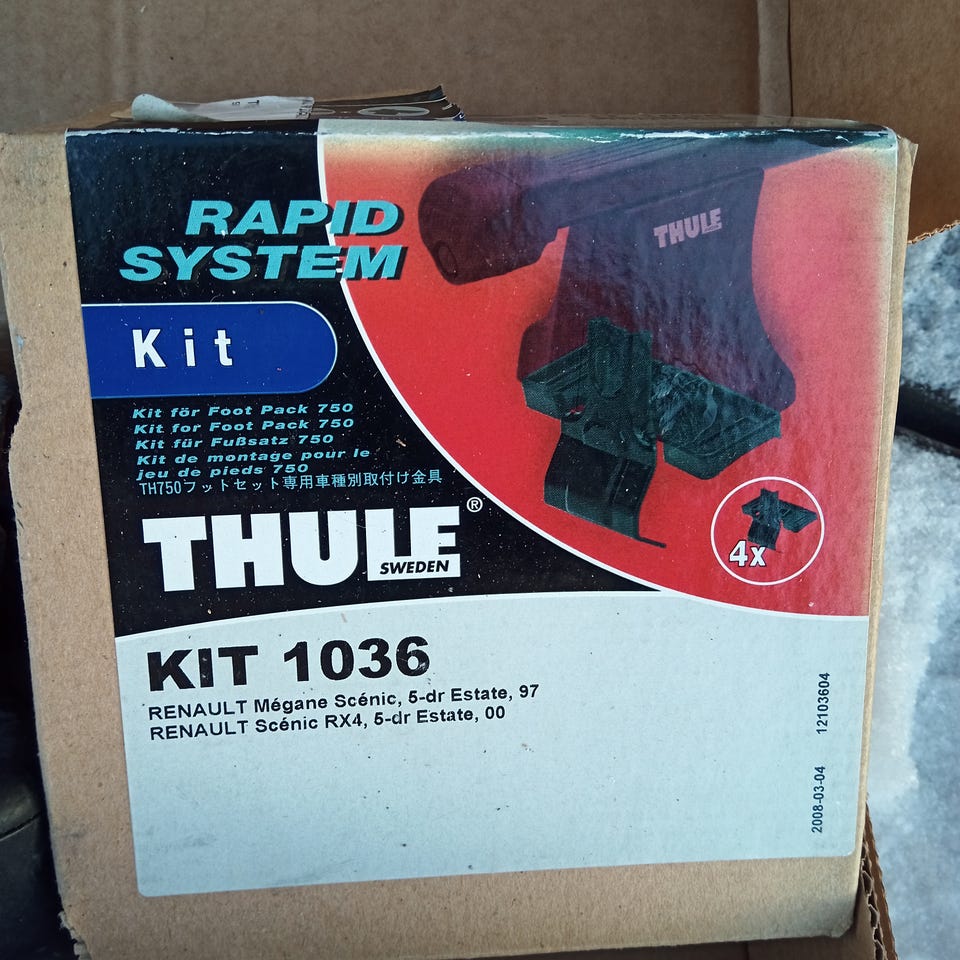 RAPID
SYSTEM
THULE
Kit
Kit för Foot Pack 750
Kit for Foot Pack 750
Kit für Fußsatz 750
Kit de montage pour le
jeu de pieds 750
TH750フットセット専用車種別取付け金具
THULE®
SWEDEN
4x
KIT 1036
RENAULT Mégane Scénic, 5-dr Estate, 97
RENAULT Scénic RX4, 5-dr Estate, 00
12103604
2008-03-04